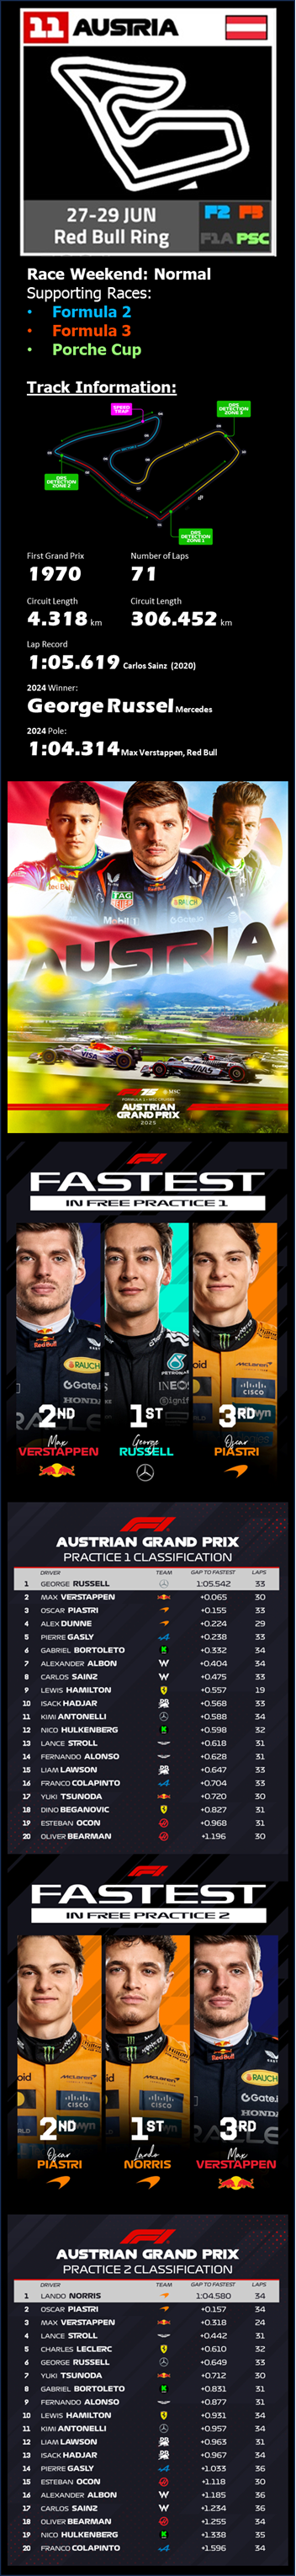 11 AUSTRIA
27-29 JUN
Red Bull Ring
F2 F3
F1A PSC
Race Weekend: Normal
Supporting Races:
• Formula 2
• Formula 3
• Porche Cup
Track Information:
SPEED TRAP
DRS DETECTION ZONE 3
DRS DETECTION ZONE 2
DRS DETECTION ZONE 1
First Grand Prix Number of Laps
1970 71
Circuit Length Circuit Length
4.318 km 306.452 km
Lap Record
1:05.619 Carlos Sainz (2020)
2024 Winner:
George Russel Mercedes
2024 Pole:
1:04.314 Max Verstappen, Red Bull
TAG
RAUCH
Mobil 1
AUSTRIA
VISA
HAAS
F1 75 MSC
AUSTRIAN
GRAND PRIX
2025
F1
FASTEST
IN FREE PRACTICE 1
2ND 1ST 3RD
Max VERSTAPPEN
George RUSSELL
Oscar PIASTRI
F1
AUSTRIAN GRAND PRIX
PRACTICE 1 CLASSIFICATION
DRIVER TEAM GAP TO FASTEST LAPS
1 GEORGE RUSSELL 1:05.542 33
2 MAX VERSTAPPEN +0.065 30
3 OSCAR PIASTRI +0.155 33
4 ALEX DUNNE +0.224 29
5 PIERRE GASLY +0.238 33
6 GABRIEL BORTOLETO +0.332 34
7 ALEXANDER ALBON +0.404 34
8 CARLOS SAINZ +0.475 33
9 LEWIS HAMILTON +0.557 19
10 ISACK HADJAR +0.568 33
11 KIMI ANTONELLI +0.588 34
12 NICO HULKENBERG +0.598 32
13 LANCE STROLL +0.618 31
14 FERNANDO ALONSO +0.628 31
15 LIAM LAWSON +0.647 33
16 FRANCO COLAPINTO +0.704 33
17 YUKI TSUNODA +0.720 30
18 DINO BEGANOVIC +0.827 31
19 ESTEBAN OCON +0.968 31
20 OLIVER BEARMAN +1.196 30
F1
FASTEST
IN FREE PRACTICE 2
2ND 1ST 3RD
Oscar PIASTRI
Lando NORRIS
Max VERSTAPPEN
F1
AUSTRIAN GRAND PRIX
PRACTICE 2 CLASSIFICATION
DRIVER TEAM GAP TO FASTEST LAPS
1 LANDO NORRIS 1:04.580 34
2 OSCAR PIASTRI +0.157 34
3 MAX VERSTAPPEN +0.318 24
4 LANCE STROLL +0.442 31
5 CHARLES LECLERC +0.610 32
6 GEORGE RUSSELL +0.649 33
7 YUKI TSUNODA +0.712 30
8 GABRIEL BORTOLETO +0.831 31
9 FERNANDO ALONSO +0.877 31
10 LEWIS HAMILTON +0.931 34
11 KIMI ANTONELLI +0.957 34
12 LIAM LAWSON +0.963 31
13 ISACK HADJAR +0.967 34
14 PIERRE GASLY +1.033 36
15 ESTEBAN OCON +1.118 30
16 ALEXANDER ALBON +1.185 36
17 CARLOS SAINZ +1.234 36
18 OLIVER BEARMAN +1.255 34
19 NICO HULKENBERG +1.338 35
20 FRANCO COLAPINTO +1.596 34